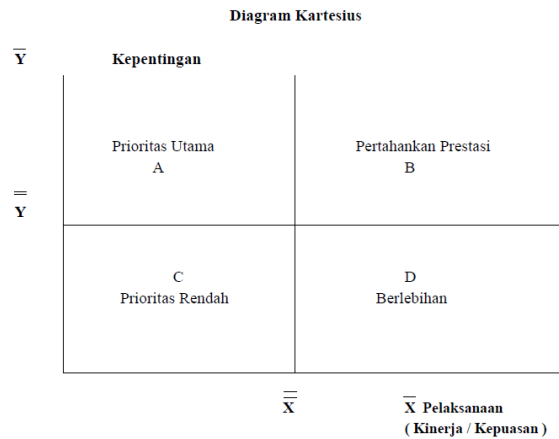 Diagram Kartesius
Y̅ Kepentingan
Prioritas Utama
A
Pertahankan Prestasi
B
Y̿
C
Prioritas Rendah
D
Berlebihan
X̿ X̅ Pelaksanaan
( Kinerja / Kepuasan )